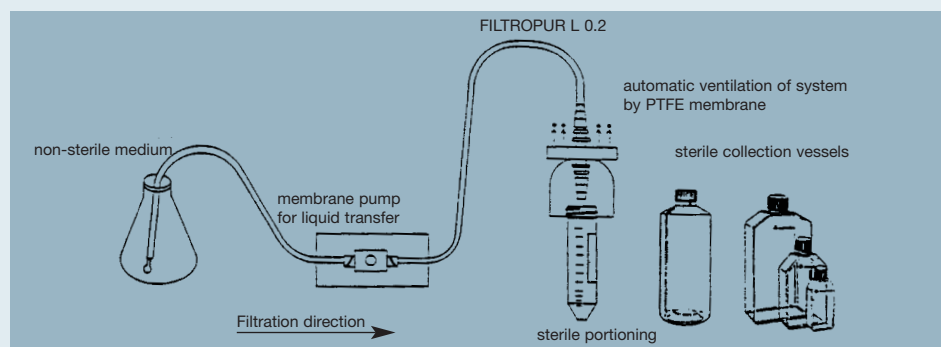 FILTROPUR L 0.2
automatic ventilation of system
by PTFE membrane
non-sterile medium
sterile collection vessels
membrane pump
for liquid transfer
Filtration direction
sterile portioning